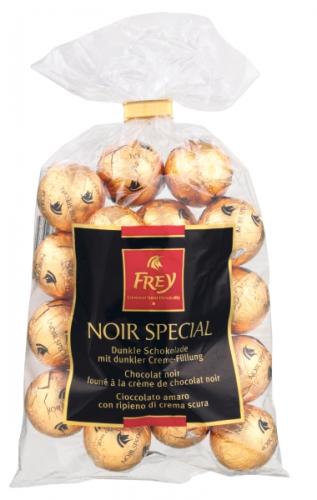 FREY
NOIR SPECIAL
Dunkle Schokolade
mit dunkler Creme-Füllung
Chocolat noir
fourré à la crème de chocolat noir
Cioccolato amaro
con ripieno di crema scura